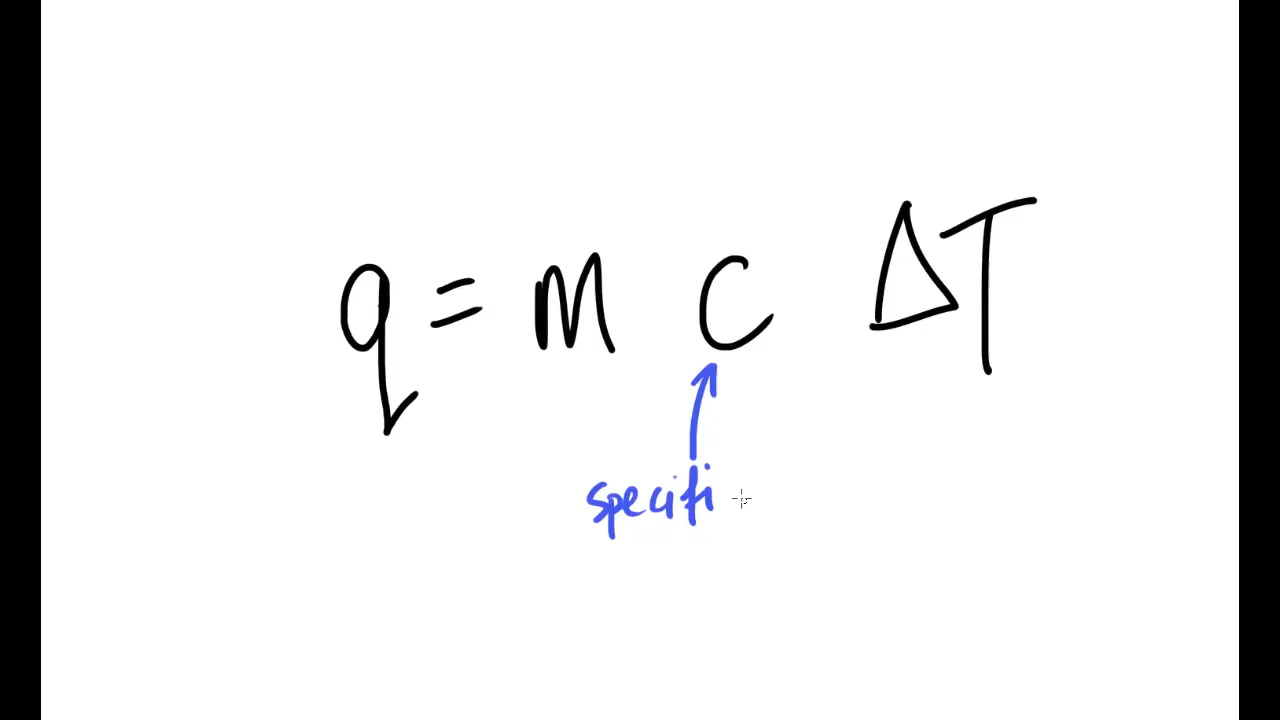 q = m c ΔT
specifi